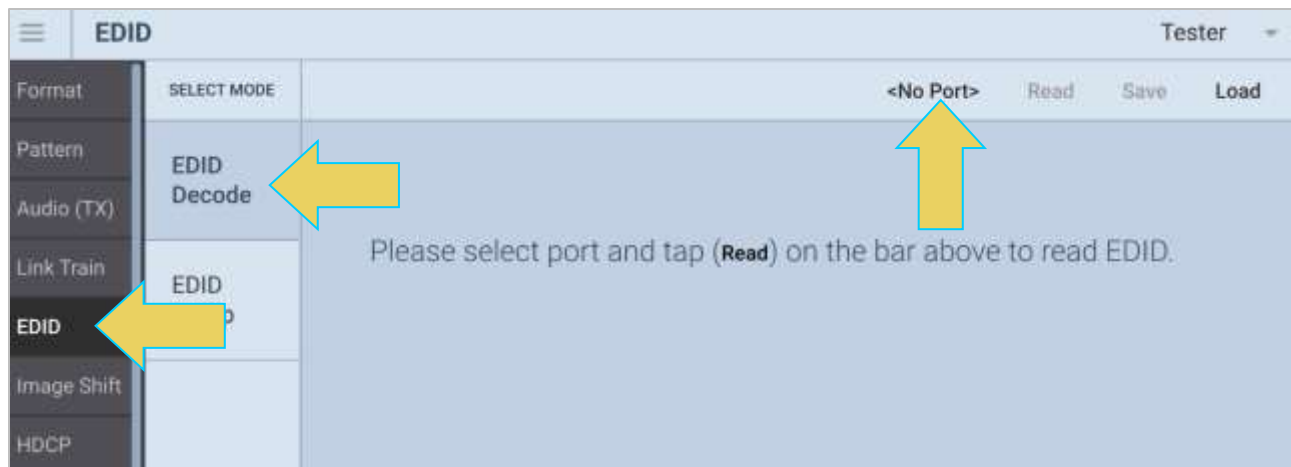 EDID
Tester
Format
Pattern
Audio (TX)
Link Train
EDID
Image Shift
HDCP
SELECT MODE
EDID
Decode
EDID
<No Port> Read Save Load
Please select port and tap (Read) on the bar above to read EDID.